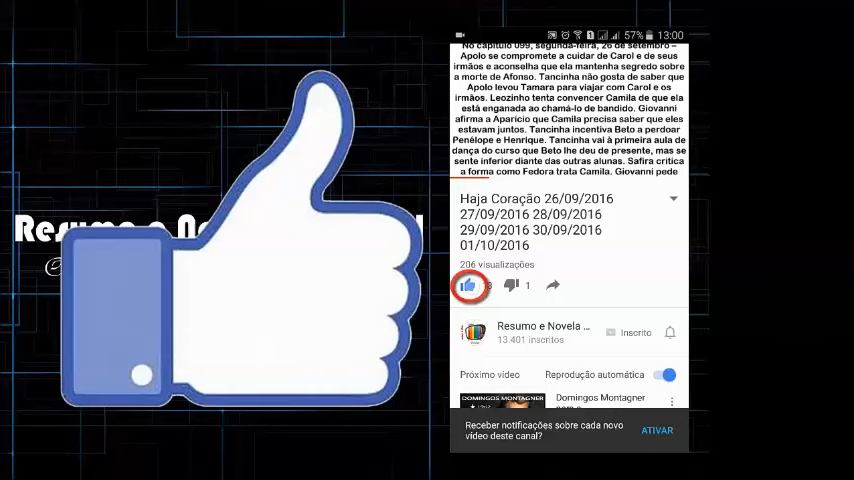 Resumo e No
57% 13:00
No capítulo 099, segunda-feira, 26 de setembro –
Apolo se compromete a cuidar de Carol e de seus
irmãos e aconselha que ela mantenha segredo sobre
a morte de Afonso. Tancinha não gosta de saber que
Apolo levou Tamara para viajar com Carol e os
irmãos. Leozinho tenta convencer Camila de que ela
está enganada ao chamá-lo de bandido. Giovanni
afirma a Aparício que Camila precisa saber que eles
estavam juntos. Tancinha incentiva Beto a perdoar
Penélope e Henrique. Tancinha vai à primeira aula de
dança do curso que Beto lhe deu de presente, mas se
sente inferior diante das outras alunas. Safira critica
a forma como Fedora trata Camila. Giovanni pede
Haja Coração 26/09/2016
27/09/2016 28/09/2016
29/09/2016 30/09/2016
01/10/2016
206 visualizações
1
Resumo e Novela ...
Inscrito
13.401 inscritos
Próximo vídeo
Reprodução automática
DOMINGOS MONTAGNER
Domingos Montagner
Receber notificações sobre cada novo
vídeo deste canal?
ATIVAR